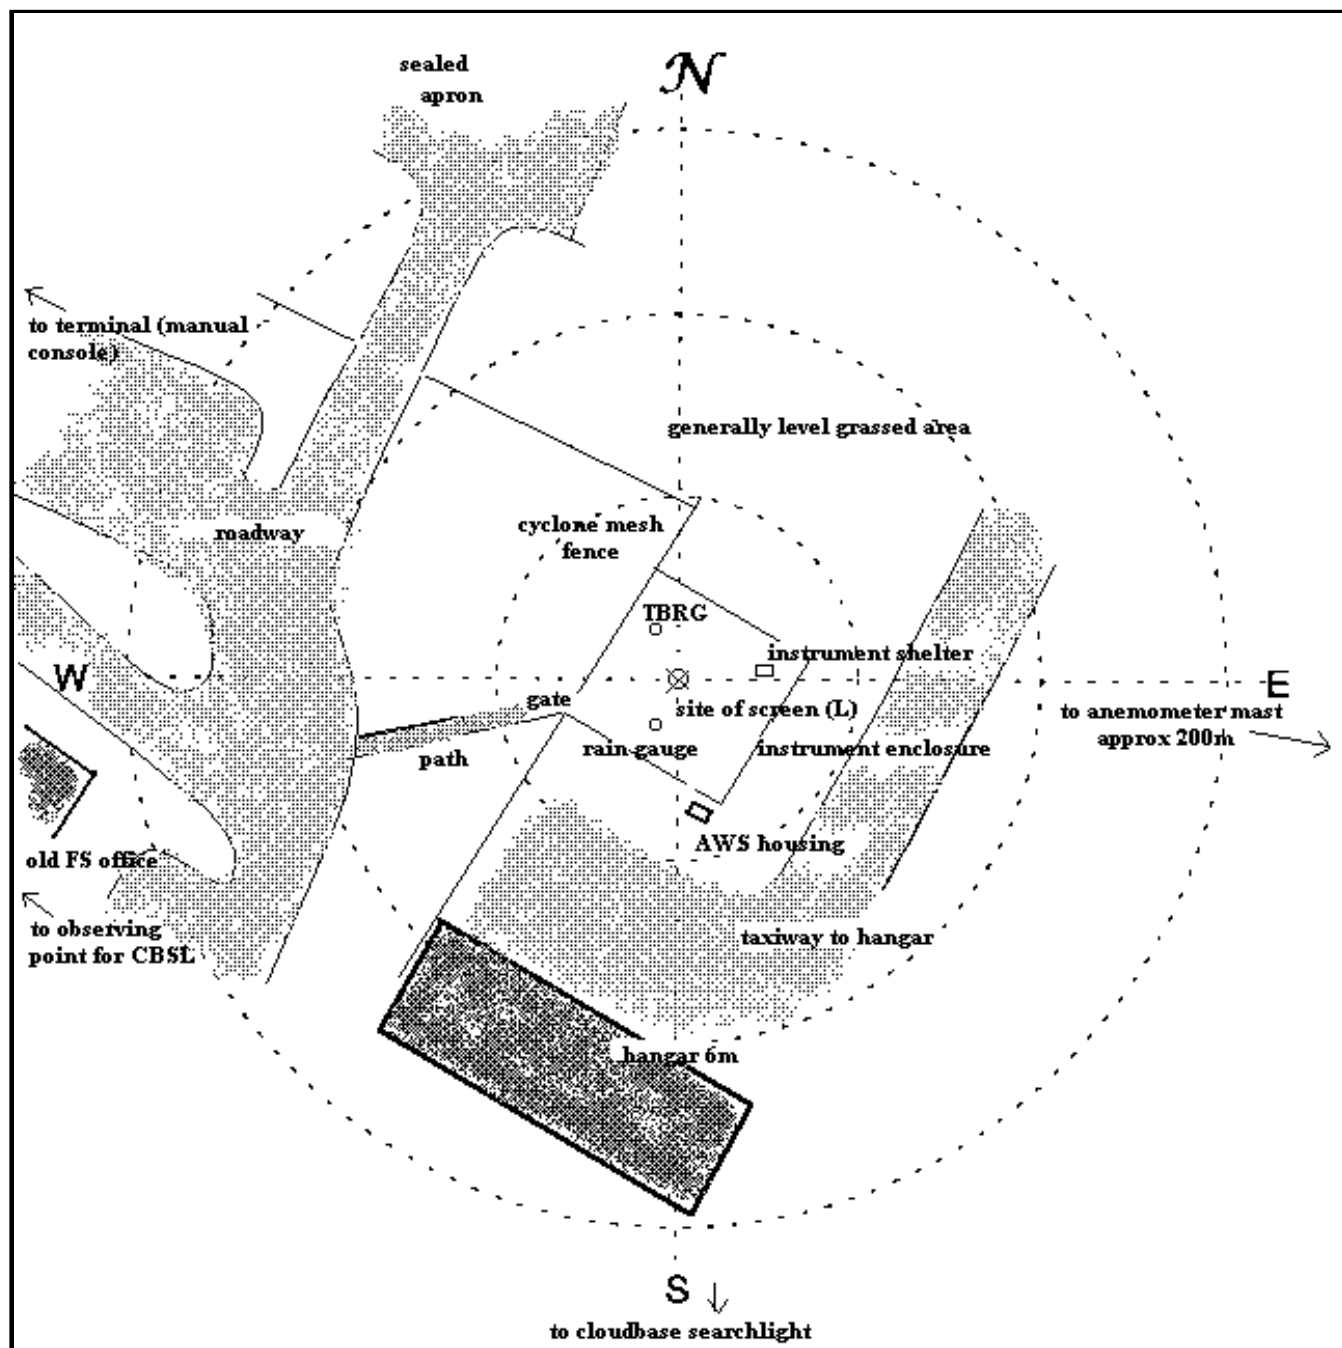 sealed
apron
N
to terminal (manual
console)
generally level grassed area
roadway
cyclone mesh
fence
TBRG
instrument shelter
W
E
gate
site of screen (L)
to anemometer mast
approx 200m
path
rain gauge
instrument enclosure
AWS housing
old FS office
to observing
point for CBSL
taxiway to hangar
hangar 6m
S
to cloudbase searchlight